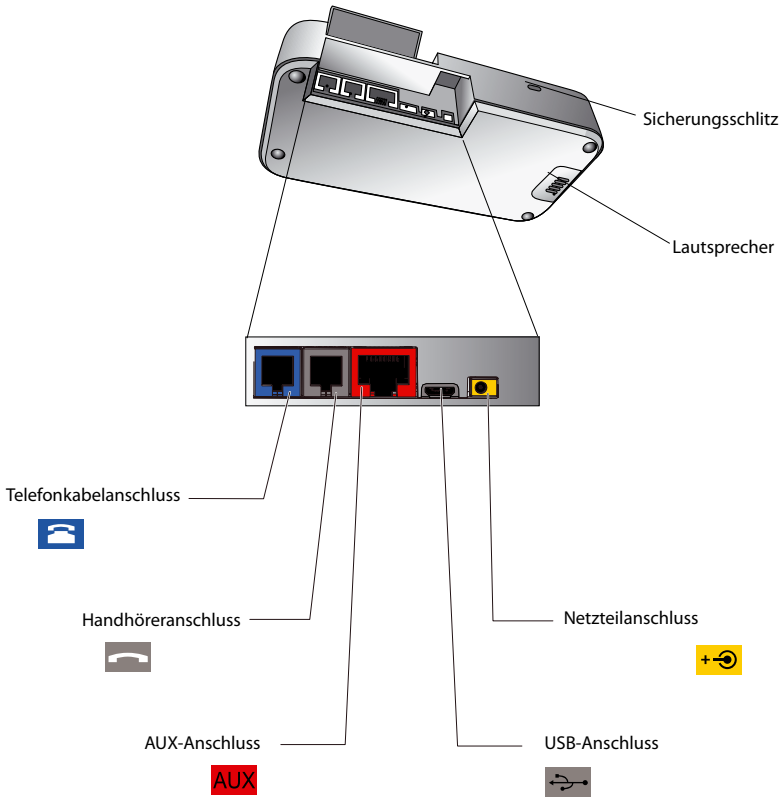 Sicherungsschlitz
Lautsprecher
Telefonkabelanschluss
Handhöreranschluss
Netzteilanschluss
AUX-Anschluss
USB-Anschluss
AUX